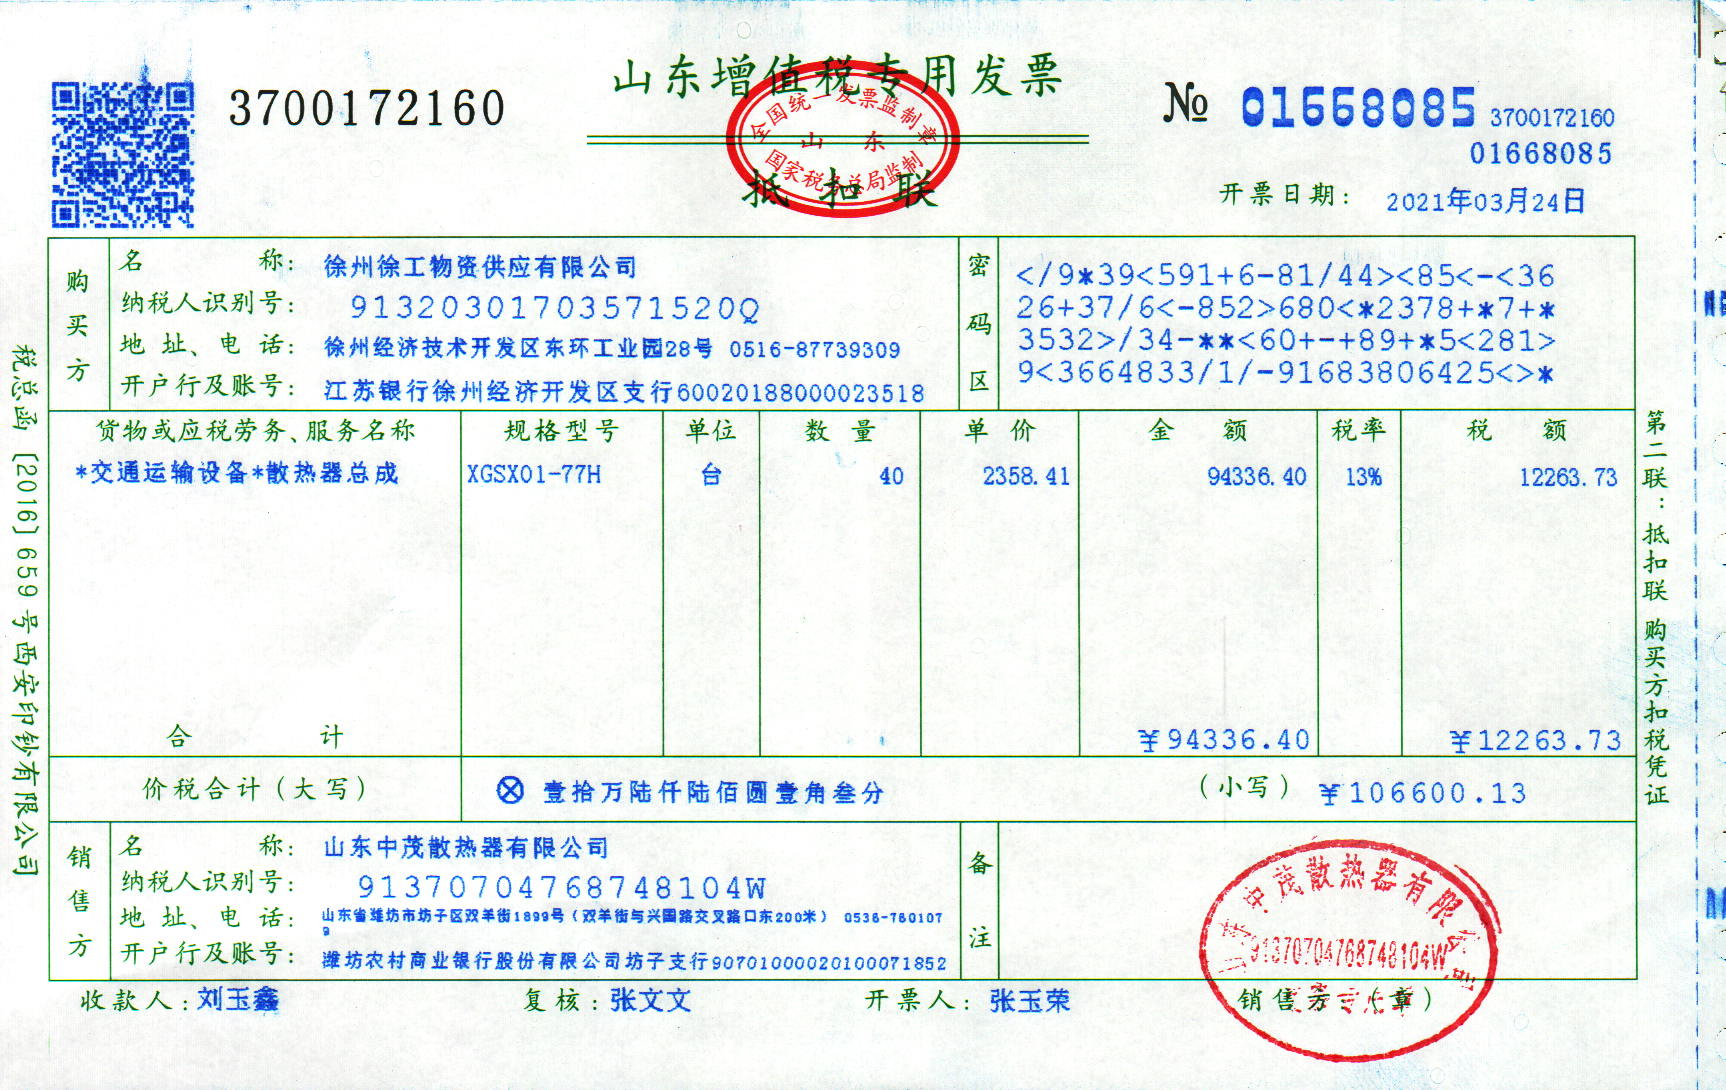 山东增值税专用发票
3700172160
№ 01668085 3700172160
01668085
全国统一发票监制章
山东
国家税务总局监制
抵扣联
开票日期： 2021年03月24日
购买方
名 称： 徐州徐工物资供应有限公司
纳税人识别号： 91320301703571520Q
地 址、电 话： 徐州经济技术开发区东环工业园28号 0516-87739309
开户行及账号： 江苏银行徐州经济开发区支行60020188000023518
密码区
</9*39<591+6-81/44><85<-<36
26+37/6<-852>680<*2378+*7+*
3532>/34-**<60+-+89+*5<281>
9<3664833/1/-91683806425<>*
货物或应税劳务、服务名称 规格型号 单位 数 量 单 价 金 额 税率 税 额
*交通运输设备*散热器总成 XGSX01-77H 台 40 2358.41 94336.40 13% 12263.73
合 计 ￥94336.40 ￥12263.73
价税合计（大写） ⊗ 壹拾万陆仟陆佰圆壹角叁分 （小写） ￥106600.13
销售方
名 称： 山东中茂散热器有限公司
纳税人识别号： 91370704768748104W
地 址、电 话： 山东省潍坊市坊子区双羊街1899号（双羊街与兴国路交叉路口东200米） 0536-760107
9
开户行及账号： 潍坊农村商业银行股份有限公司坊子支行9070100002010007 1852
备注
山东中茂散热器有限公司
91370704768748104W
发票专用章
收款人：刘玉鑫 复核：张文文 开票人：张玉荣 销售方：（章）
税总函〔2016〕659号西安印钞有限公司
第二联：抵扣联 购买方扣税凭证